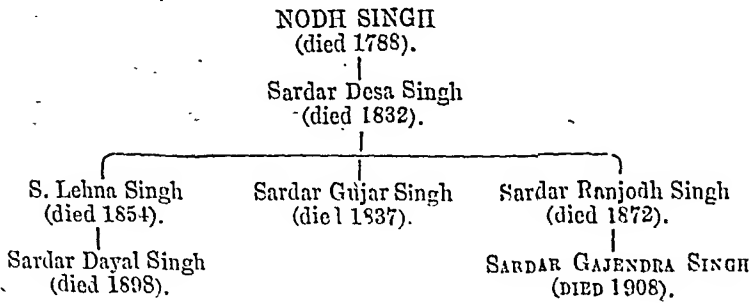 NODH SINGH
(died 1788).
Sardar Desa Singh
(died 1832).
S. Lehna Singh
(died 1854).
Sardar Gujar Singh
(died 1837).
Sardar Ranjodh Singh
(died 1872).
Sardar Dayal Singh
(died 1898).
SARDAR GAJENDRA SINGH
(DIED 1908).